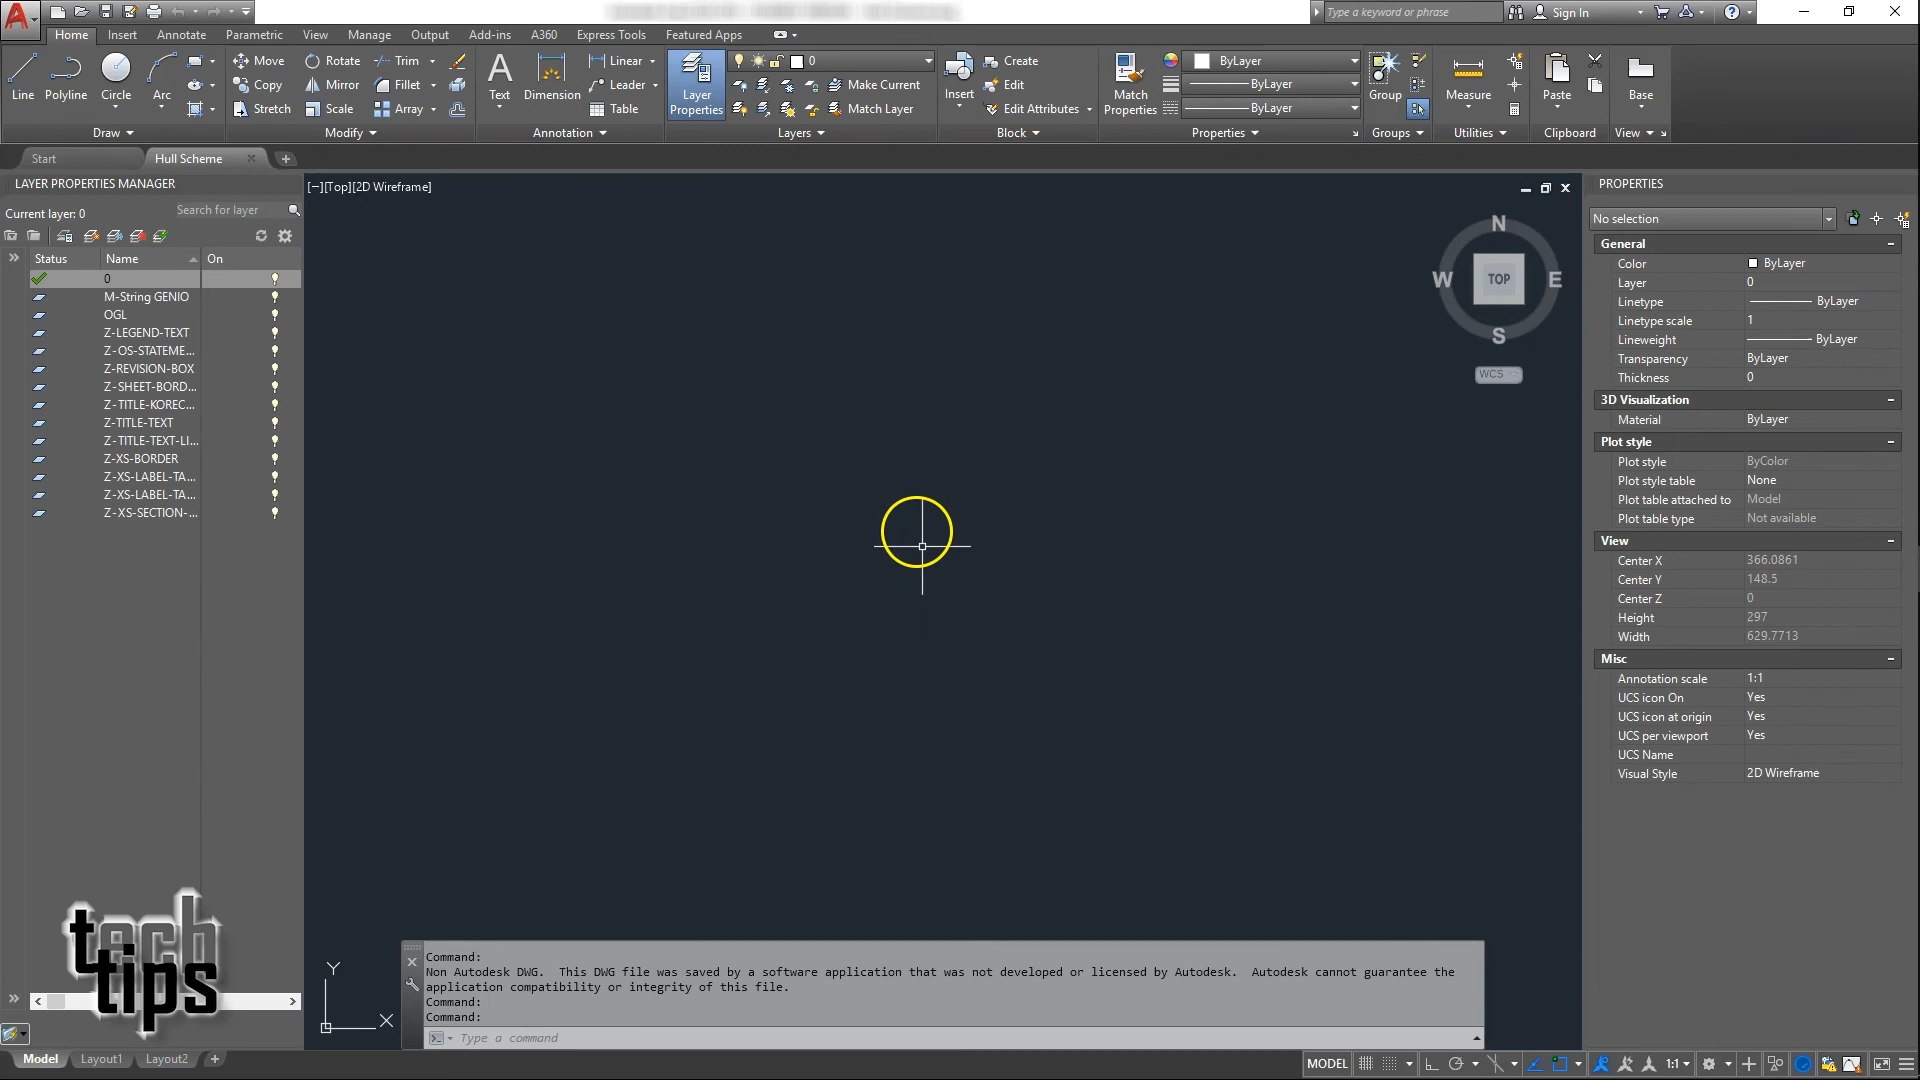 Type a keyword or phrase
Sign In
Home Insert Annotate Parametric View Manage Output Add-ins A360 Express Tools Featured Apps
Line Polyline Circle Arc
Move Rotate Trim
Copy Mirror Fillet
Stretch Scale Array
Text Dimension
Linear
Leader
Table
Layer Properties
0
Make Current
Match Layer
Insert
Create
Edit
Edit Attributes
Match Properties
ByLayer
ByLayer
ByLayer
Group
Measure
Paste
Base
Draw Modify Annotation Layers Block Properties Groups Utilities Clipboard View
Start Hull Scheme
LAYER PROPERTIES MANAGER
Current layer: 0
Search for layer
Status Name On
0
M-String GENIO
OGL
Z-LEGEND-TEXT
Z-OS-STATEME...
Z-REVISION-BOX
Z-SHEET-BORD...
Z-TITLE-KOREC...
Z-TITLE-TEXT
Z-TITLE-TEXT-LI...
Z-XS-BORDER
Z-XS-LABEL-TA...
Z-XS-LABEL-TA...
Z-XS-SECTION-...
tech
tips
[−][Top][2D Wireframe]
N
W TOP E
S
WCS
Y
X
Command:
Non Autodesk DWG. This DWG file was saved by a software application that was not developed or licensed by Autodesk. Autodesk cannot guarantee the
application compatibility or integrity of this file.
Command:
Command:
Type a command
PROPERTIES
No selection
General
Color ByLayer
Layer 0
Linetype ByLayer
Linetype scale 1
Lineweight ByLayer
Transparency ByLayer
Thickness 0
3D Visualization
Material ByLayer
Plot style
Plot style ByColor
Plot style table None
Plot table attached to Model
Plot table type Not available
View
Center X 366.0861
Center Y 148.5
Center Z 0
Height 297
Width 629.7713
Misc
Annotation scale 1:1
UCS icon On Yes
UCS icon at origin Yes
UCS per viewport Yes
UCS Name
Visual Style 2D Wireframe
Model Layout1 Layout2
MODEL 1:1